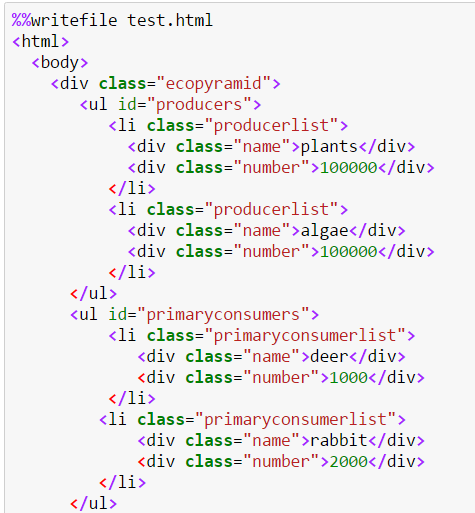 %%writefile test.html
<html>
<body>
<div class="ecopyramid">
<ul id="producers">
<li class="producerlist">
<div class="name">plants</div>
<div class="number">100000</div>
</li>
<li class="producerlist">
<div class="name">algae</div>
<div class="number">100000</div>
</li>
</ul>
<ul id="primaryconsumers">
<li class="primaryconsumerlist">
<div class="name">deer</div>
<div class="number">1000</div>
</li>
<li class="primaryconsumerlist">
<div class="name">rabbit</div>
<div class="number">2000</div>
</li>
</ul>